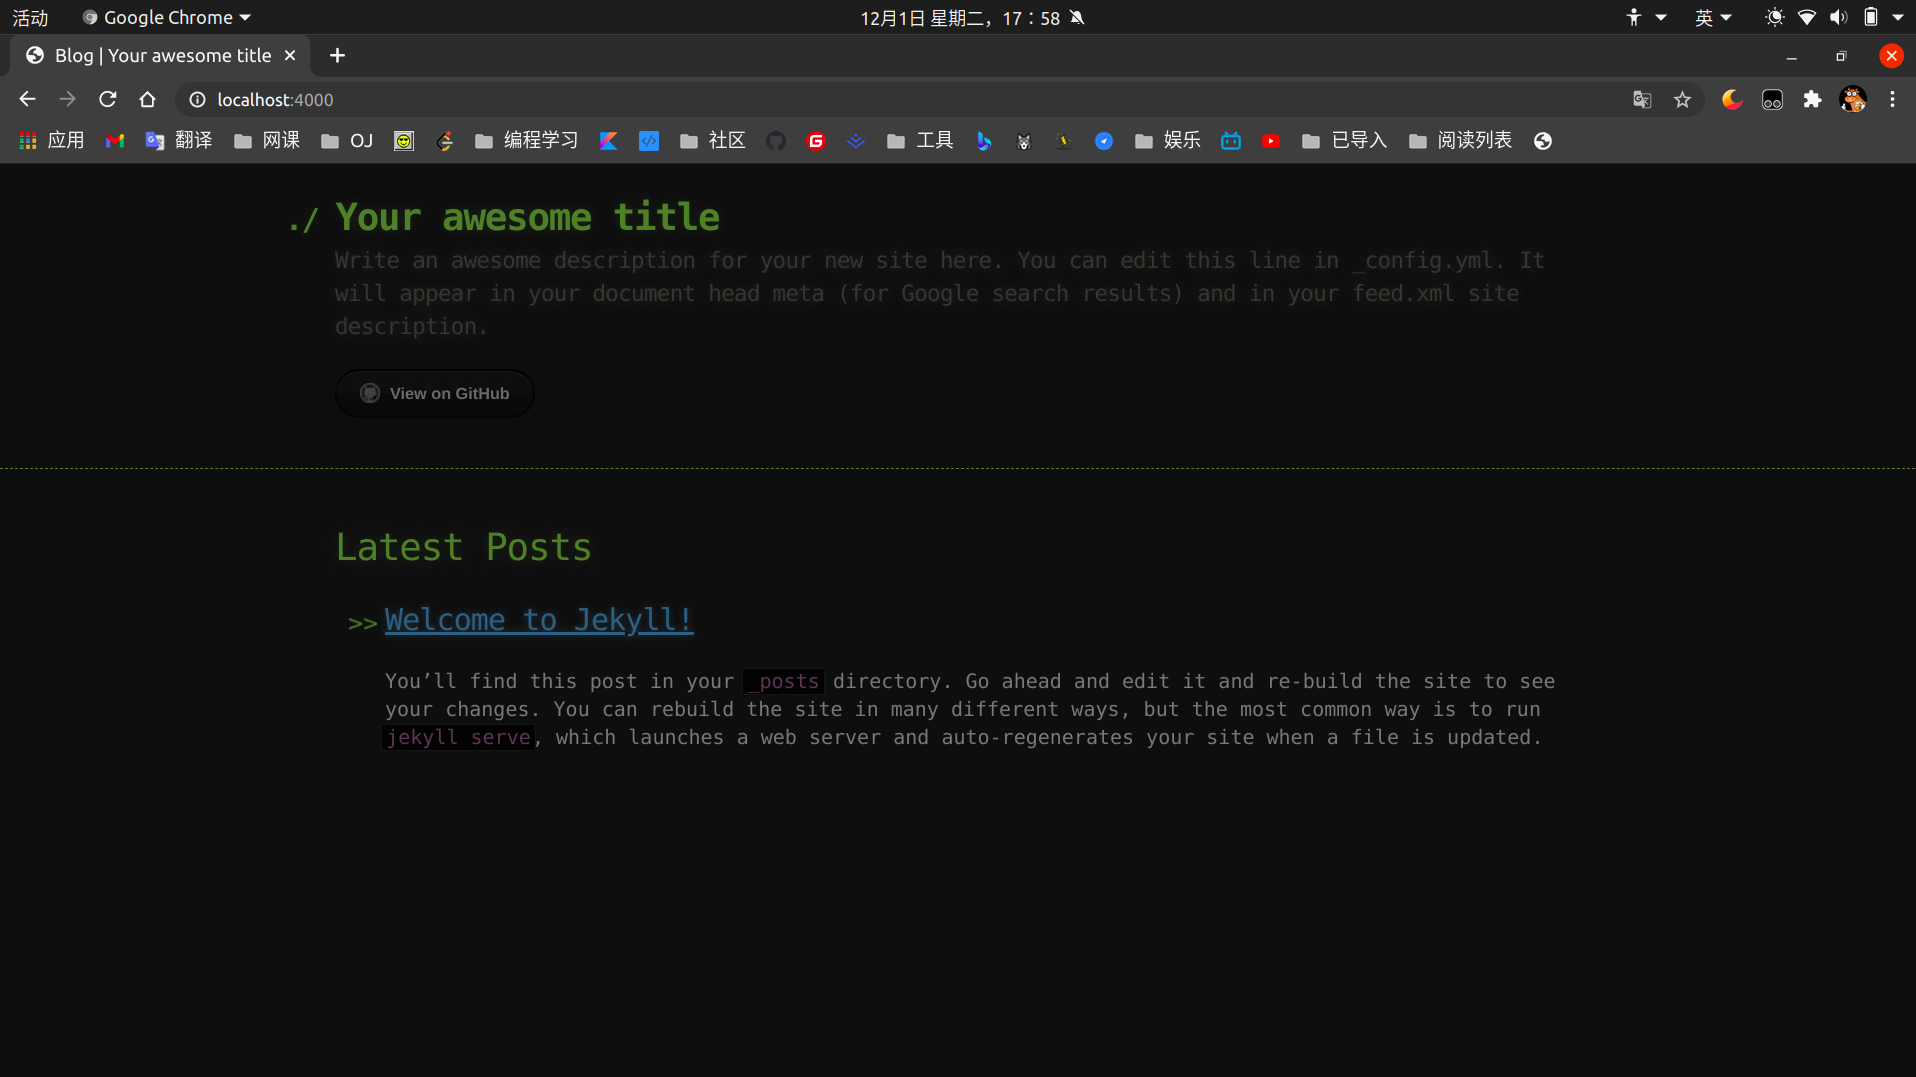 活动 Google Chrome 12月1日 星期二，17：58 英
Blog | Your awesome title
localhost:4000
应用 翻译 网课 OJ 编程学习 社区 工具 娱乐 已导入 阅读列表
./ Your awesome title
Write an awesome description for your new site here. You can edit this line in _config.yml. It
will appear in your document head meta (for Google search results) and in your feed.xml site
description.
View on GitHub
Latest Posts
>> Welcome to Jekyll!
You’ll find this post in your _posts directory. Go ahead and edit it and re-build the site to see
your changes. You can rebuild the site in many different ways, but the most common way is to run
jekyll serve, which launches a web server and auto-regenerates your site when a file is updated.